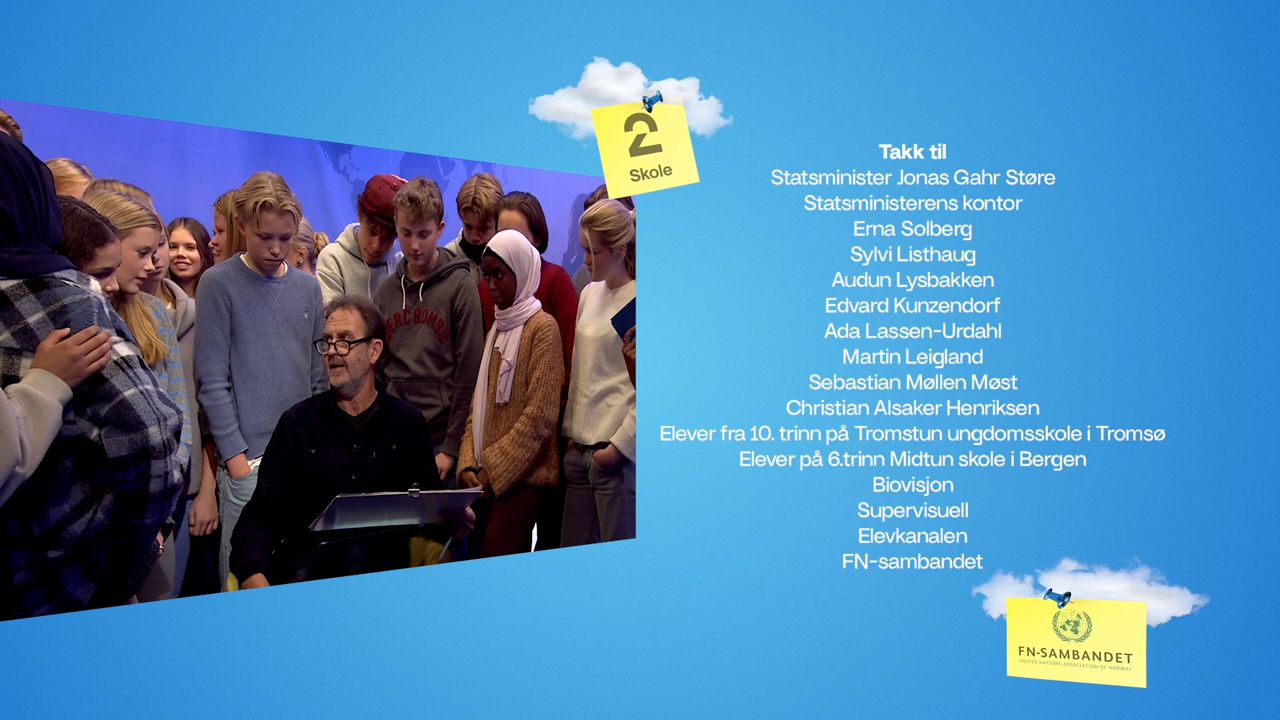 2
Skole
Takk til
Statsminister Jonas Gahr Støre
Statsministerens kontor
Erna Solberg
Sylvi Listhaug
Audun Lysbakken
Edvard Kunzendorf
Ada Lassen-Urdahl
Martin Leigland
Sebastian Møllen Møst
Christian Alsaker Henriksen
Elever fra 10. trinn på Tromstun ungdomsskole i Tromsø
Elever på 6.trinn Midtun skole i Bergen
Biovisjon
Supervisuell
Elevkanalen
FN-sambandet
FN-SAMBANDET
UNITED NATIONS ASSOCIATION OF NORWAY